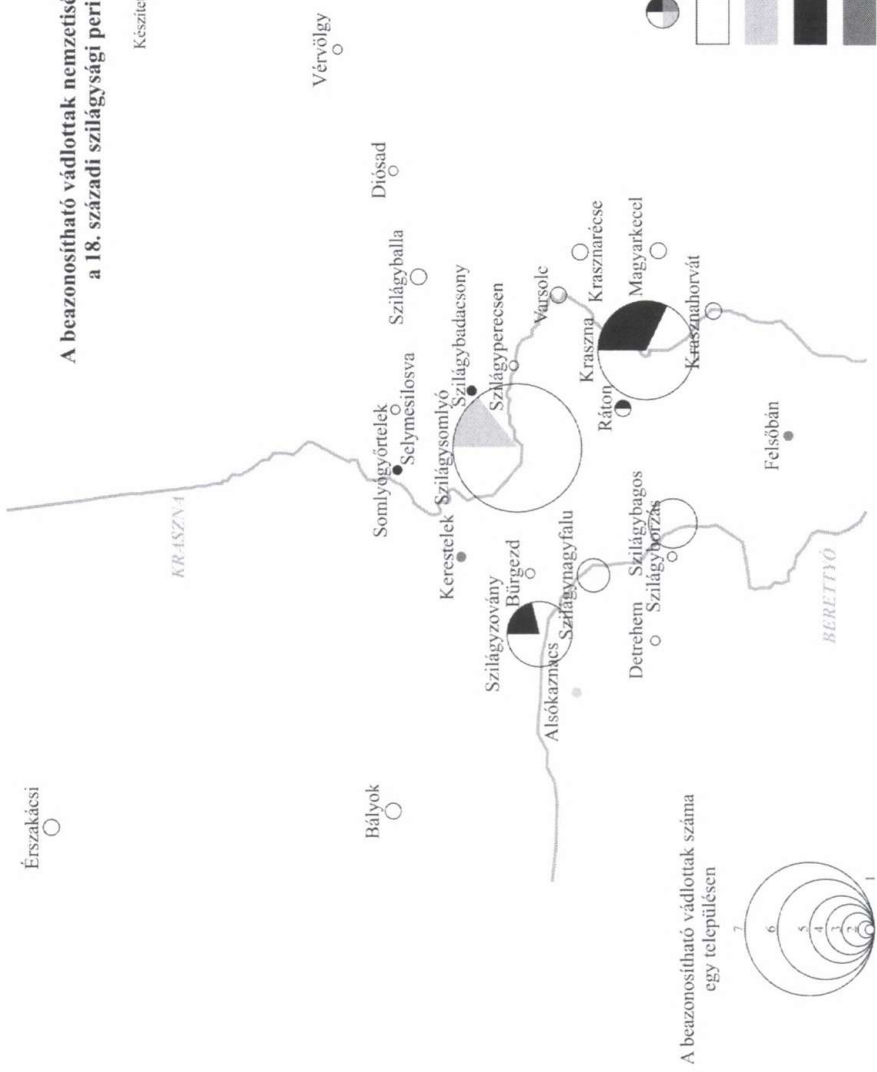 A beazonosítható vádlottak nemzetisé
a 18. századi szilágysági peri
Készítet
Érszakácsi
KRASZNA
Vérvölgy
Bályok
Somlyógyőrtelek
Selymesilosva
Szilágyballa
Diósad
Kerestelek
Szilágysomlyó
Szilágybadacsony
Szilágyzovány
Bürgezd
Szilágyperecsen
Alsókaznacs
Szilágynagyfalu
Varsolc
Kraszna
Krasznarécse
Ráton
Magyarkecel
Detrehem
Szilágybagos
Szilágyborzás
Krasznahorvát
Felsőbán
BERETTYÓ
A beazonosítható vádlottak száma
egy településen
7
6
5
4
3
2
1